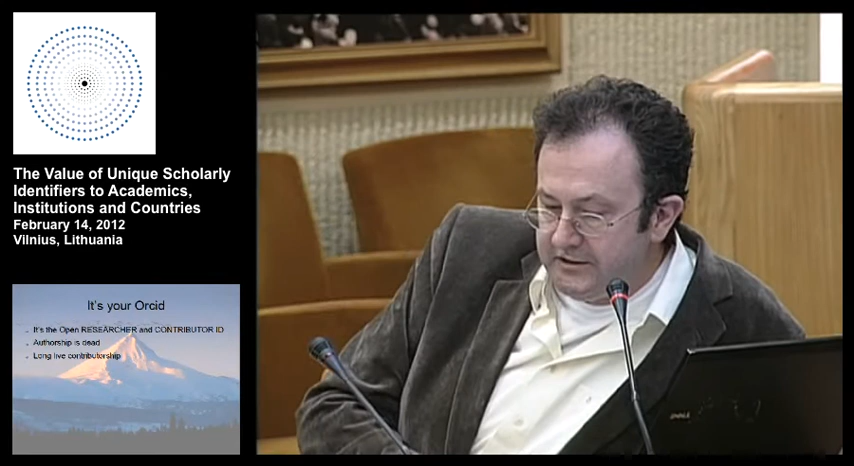 The Value of Unique Scholarly
Identifiers to Academics,
Institutions and Countries
February 14, 2012
Vilnius, Lithuania
It's your Orcid
It's the Open RESEARCHER and CONTRIBUTOR ID
Authorship is dead
Long live contributorship